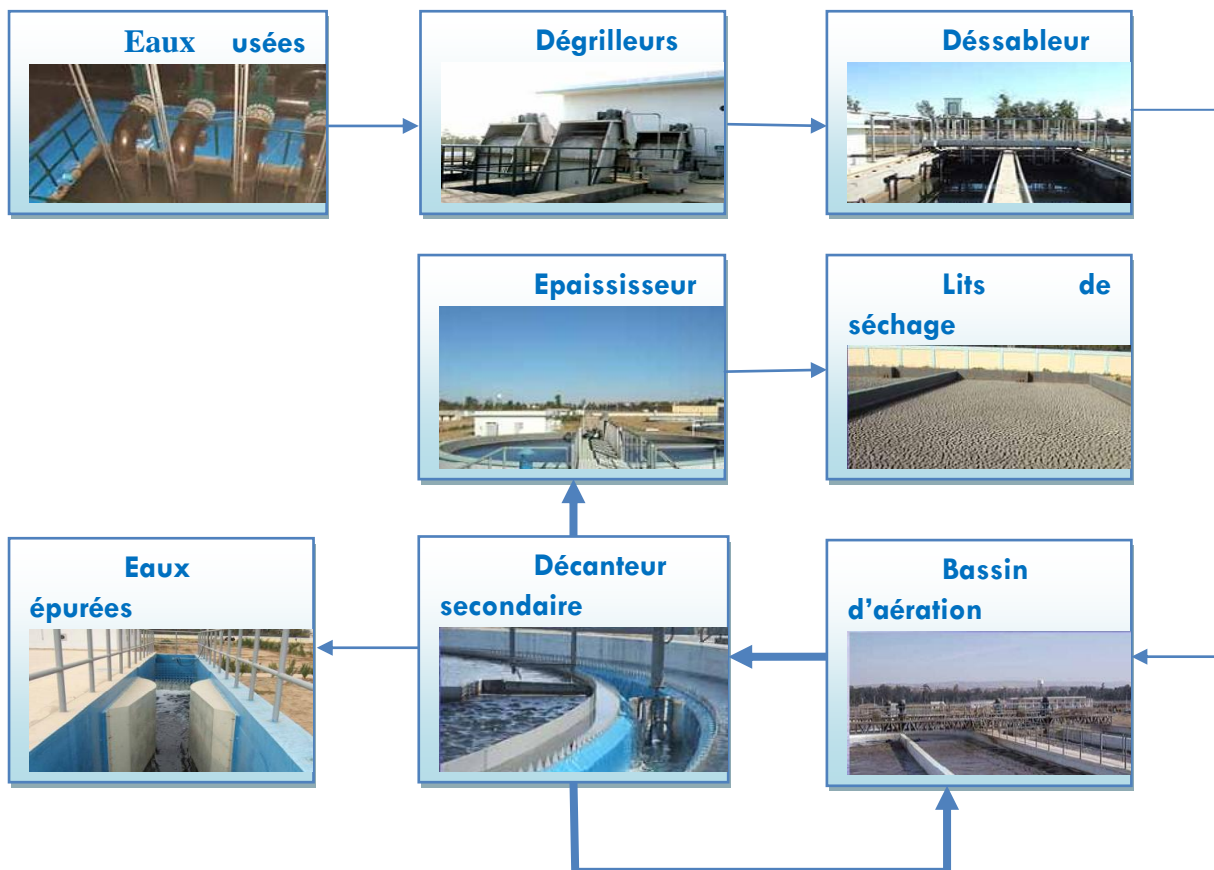 Eaux usées
Dégrilleurs
Déssableur
Epaississeur
Lits de
séchage
Eaux
épurées
Décanteur
secondaire
Bassin
d'aération